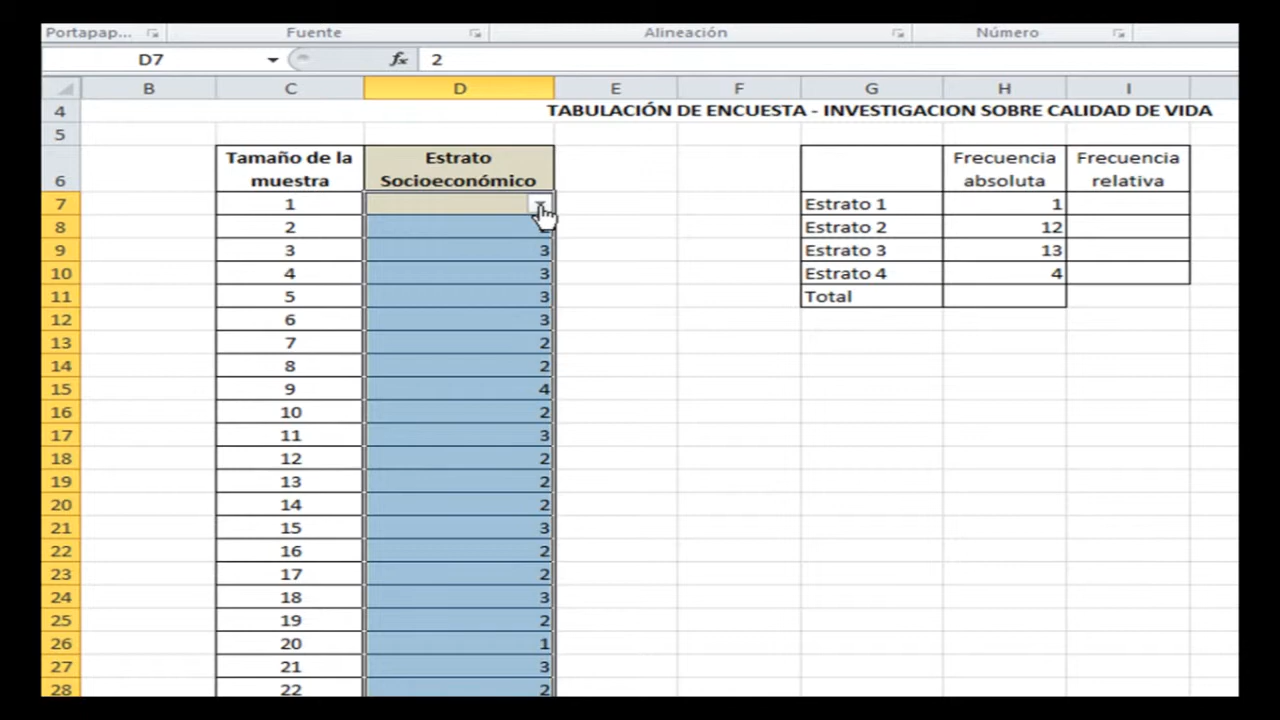 Portapap... Fuente Alineación Número
D7 fx 2
B C D E F G H I
4 TABULACIÓN DE ENCUESTA - INVESTIGACION SOBRE CALIDAD DE VIDA
5
Tamaño de la Estrato Frecuencia Frecuencia
6 muestra Socioeconómico absoluta relativa
7 1 Estrato 1 1
8 2 Estrato 2 12
9 3 3 Estrato 3 13
10 4 3 Estrato 4 4
11 5 3 Total
12 6 3
13 7 2
14 8 2
15 9 4
16 10 2
17 11 3
18 12 2
19 13 2
20 14 2
21 15 3
22 16 2
23 17 2
24 18 3
25 19 2
26 20 1
27 21 3
28 22 2